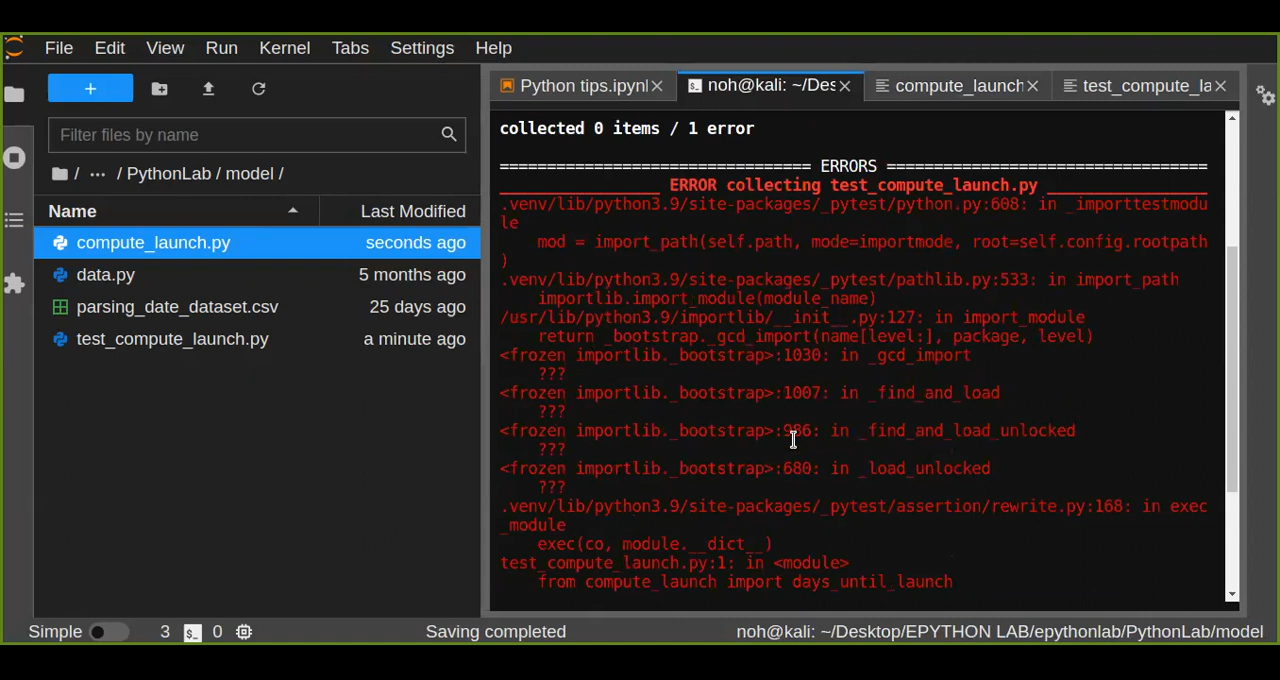 File Edit View Run Kernel Tabs Settings Help
+
Filter files by name
/ ··· / PythonLab / model /
Name Last Modified
compute_launch.py seconds ago
data.py 5 months ago
parsing_date_dataset.csv 25 days ago
test_compute_launch.py a minute ago
Python tips.ipynl noh@kali: ~/Des compute_launch test_compute_la
collected 0 items / 1 error
================================= ERRORS ==================================
_________________ ERROR collecting test_compute_launch.py _________________
.venv/lib/python3.9/site-packages/_pytest/python.py:608: in _importtestmodu
le
mod = import_path(self.path, mode=importmode, root=self.config.rootpath
)
.venv/lib/python3.9/site-packages/_pytest/pathlib.py:533: in import_path
importlib.import_module(module_name)
/usr/lib/python3.9/importlib/__init__.py:127: in import_module
return _bootstrap._gcd_import(name[level:], package, level)
<frozen importlib._bootstrap>:1030: in _gcd_import
???
<frozen importlib._bootstrap>:1007: in _find_and_load
???
<frozen importlib._bootstrap>:986: in _find_and_load_unlocked
???
<frozen importlib._bootstrap>:680: in _load_unlocked
???
.venv/lib/python3.9/site-packages/_pytest/assertion/rewrite.py:168: in exec
_module
exec(co, module.__dict__)
test_compute_launch.py:1: in <module>
from compute_launch import days_until_launch
Simple 3 $_ 0 Saving completed noh@kali: ~/Desktop/EPYTHON LAB/epythonlab/PythonLab/model